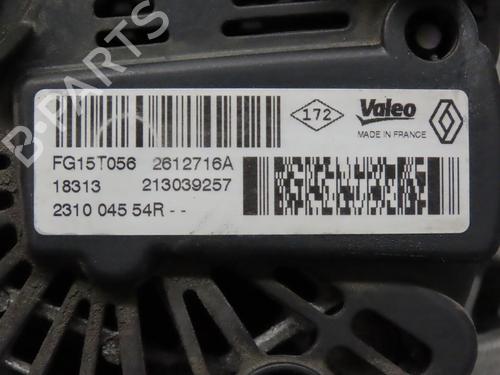 B-PARTS
172
Valeo
MADE IN FRANCE
FG15T056 2612716A
18313 213039257
2310 045 54R - -